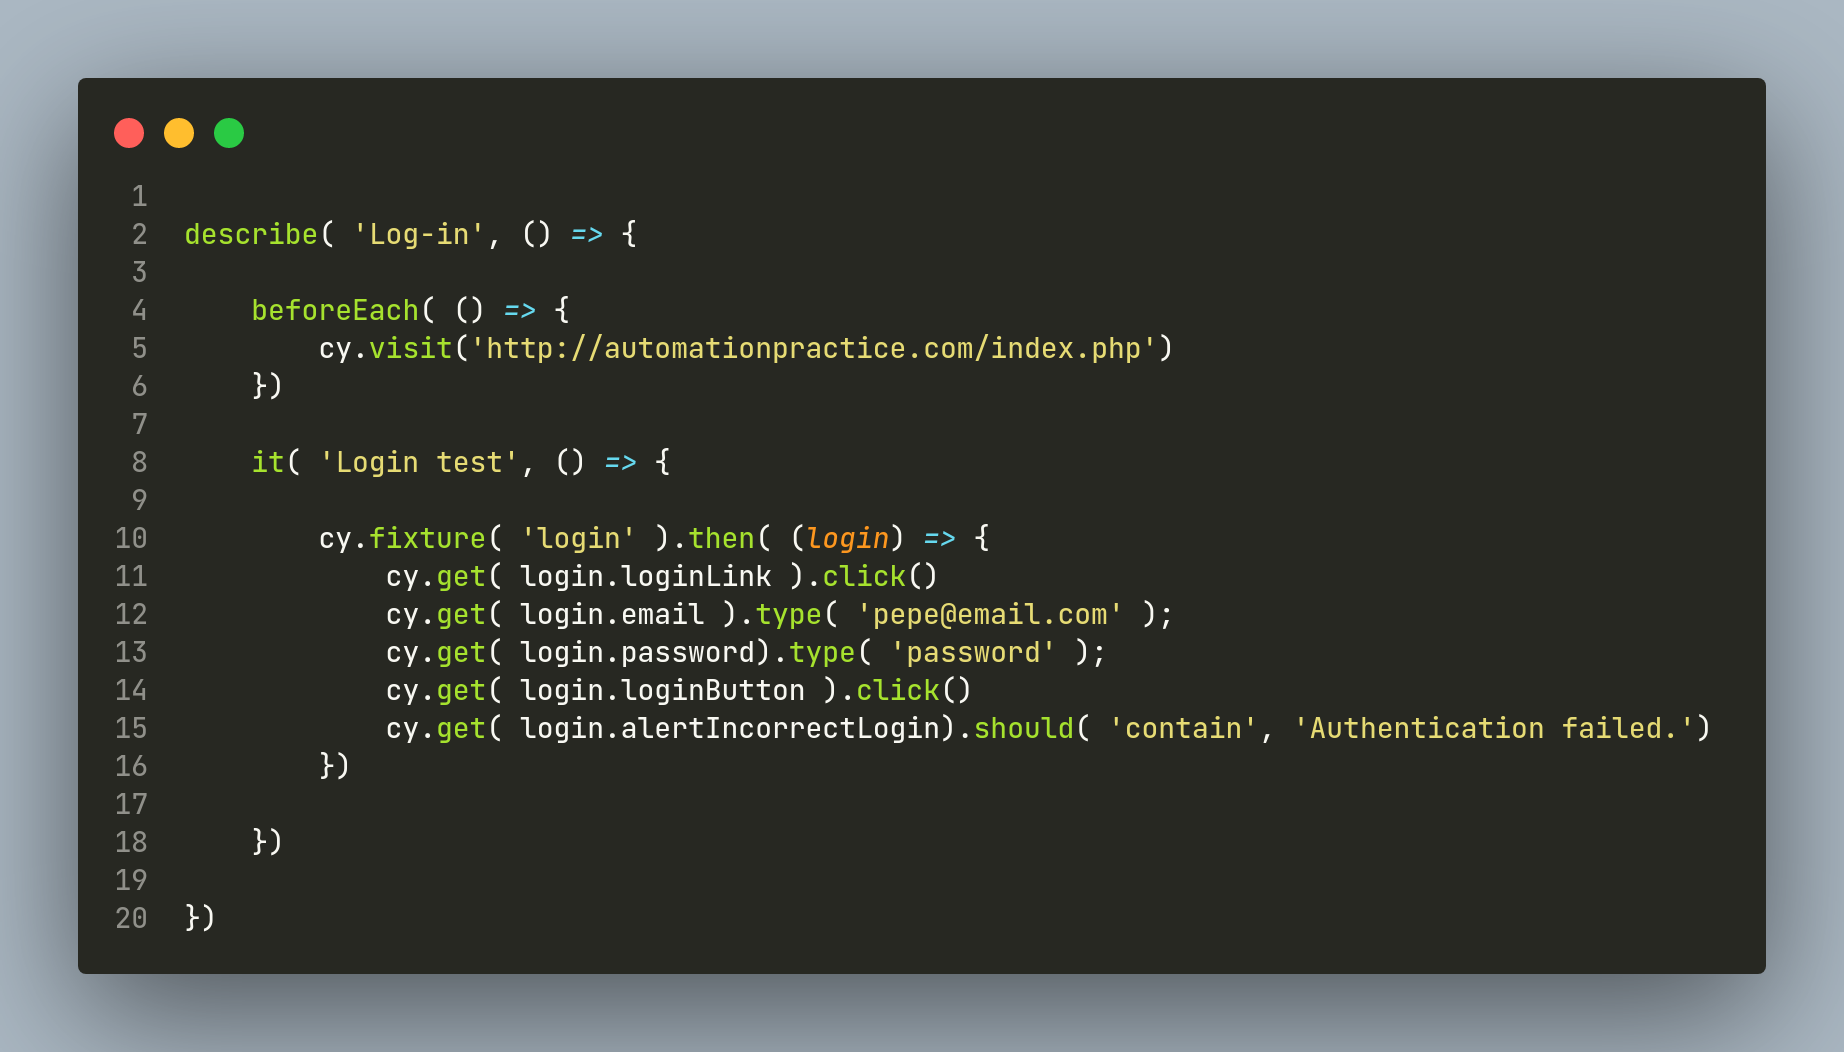 1
2 describe( 'Log-in', () => {
3
4     beforeEach( () => {
5         cy.visit('http://automationpractice.com/index.php')
6     })
7
8     it( 'Login test', () => {
9
10         cy.fixture( 'login' ).then( (login) => {
11             cy.get( login.loginLink ).click()
12             cy.get( login.email ).type( 'pepe@email.com' );
13             cy.get( login.password).type( 'password' );
14             cy.get( login.loginButton ).click()
15             cy.get( login.alertIncorrectLogin).should( 'contain', 'Authentication failed.')
16         })
17
18     })
19
20 })